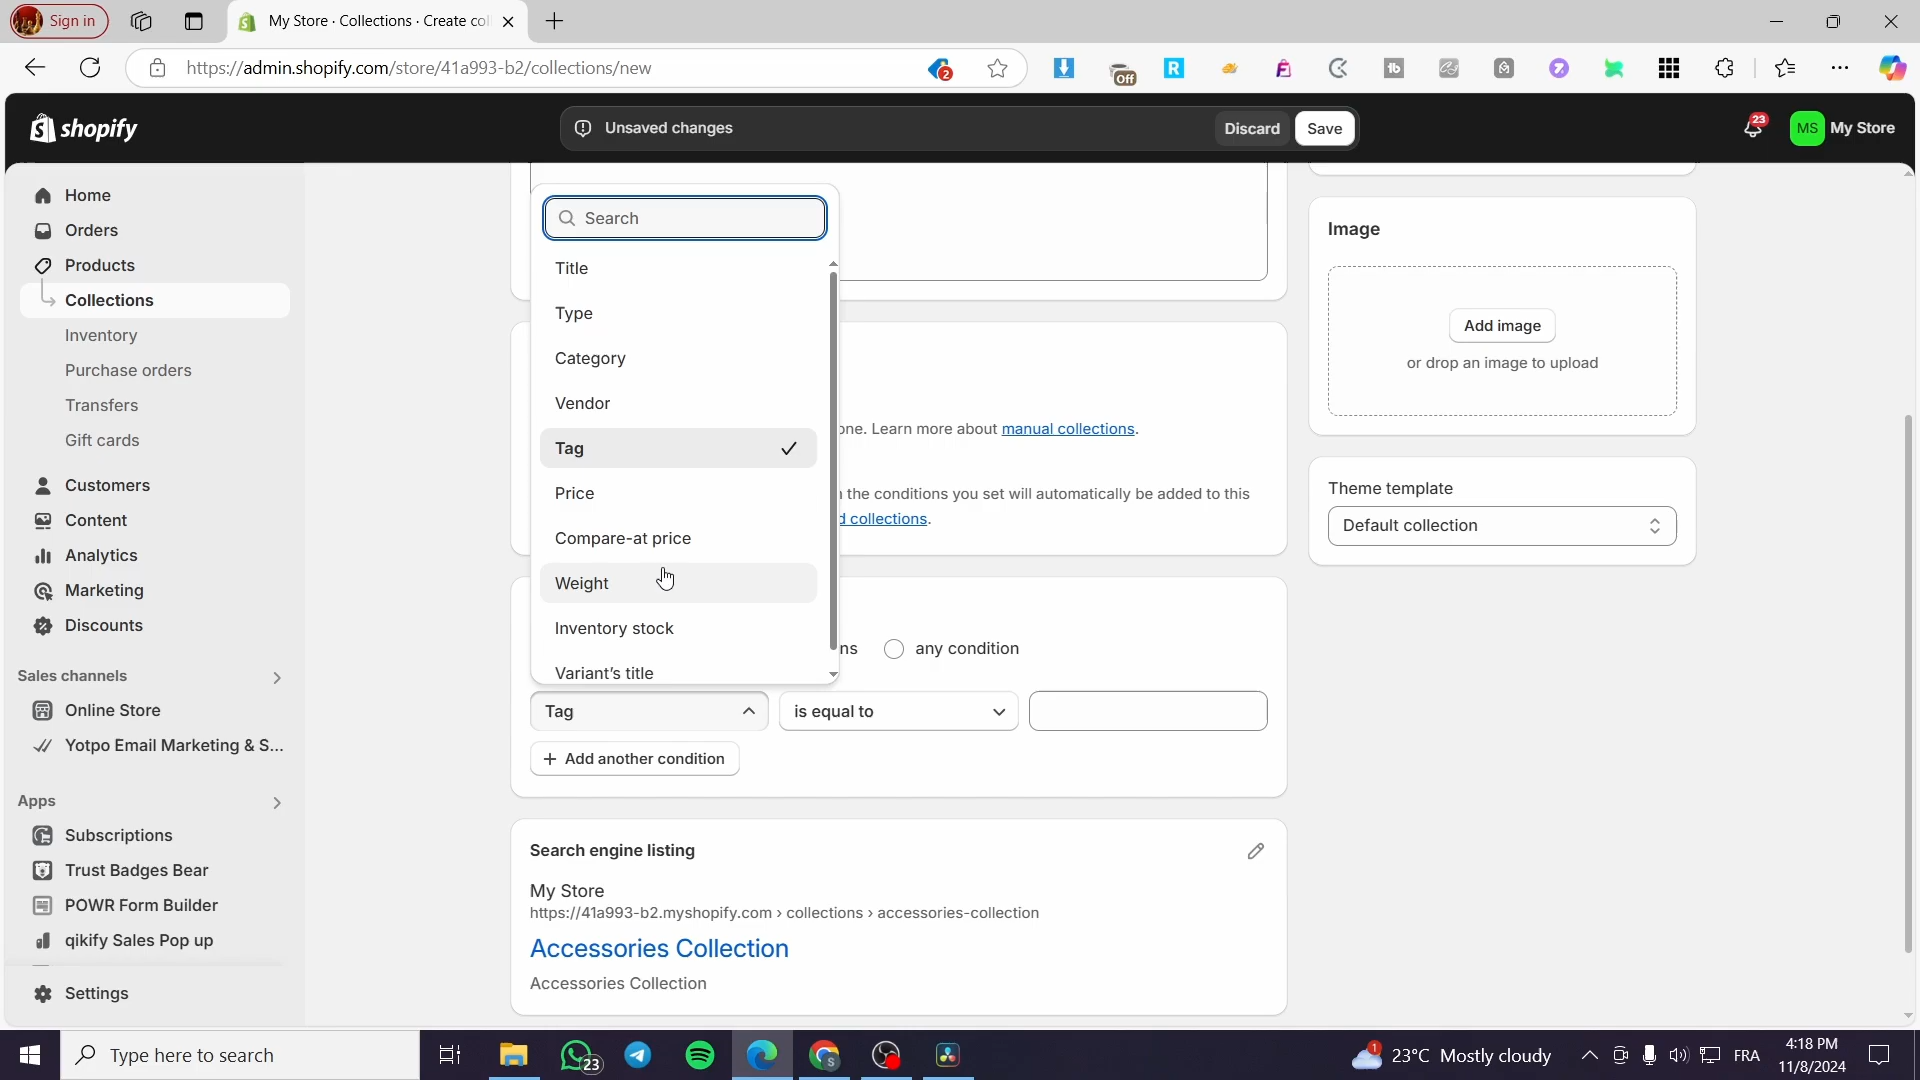 Sign in
My Store · Collections · Create col
https://admin.shopify.com/store/41a993-b2/collections/new
2
Off
shopify
Unsaved changes
Discard
Save
23
MS
My Store
Home
Orders
Products
Collections
Inventory
Purchase orders
Transfers
Gift cards
Customers
Content
Analytics
Marketing
Discounts
Sales channels
Online Store
Yotpo Email Marketing & S...
Apps
Subscriptions
Trust Badges Bear
POWR Form Builder
qikify Sales Pop up
Settings
Search
Title
Type
Category
Vendor
Tag
Price
Compare-at price
Weight
Inventory stock
Variant's title
one. Learn more about manual collections.
the conditions you set will automatically be added to this
d collections.
ns
any condition
Tag
is equal to
+ Add another condition
Search engine listing
My Store
https://41a993-b2.myshopify.com › collections › accessories-collection
Accessories Collection
Accessories Collection
Image
Add image
or drop an image to upload
Theme template
Default collection
Type here to search
23
1
23°C Mostly cloudy
FRA
4:18 PM
11/8/2024